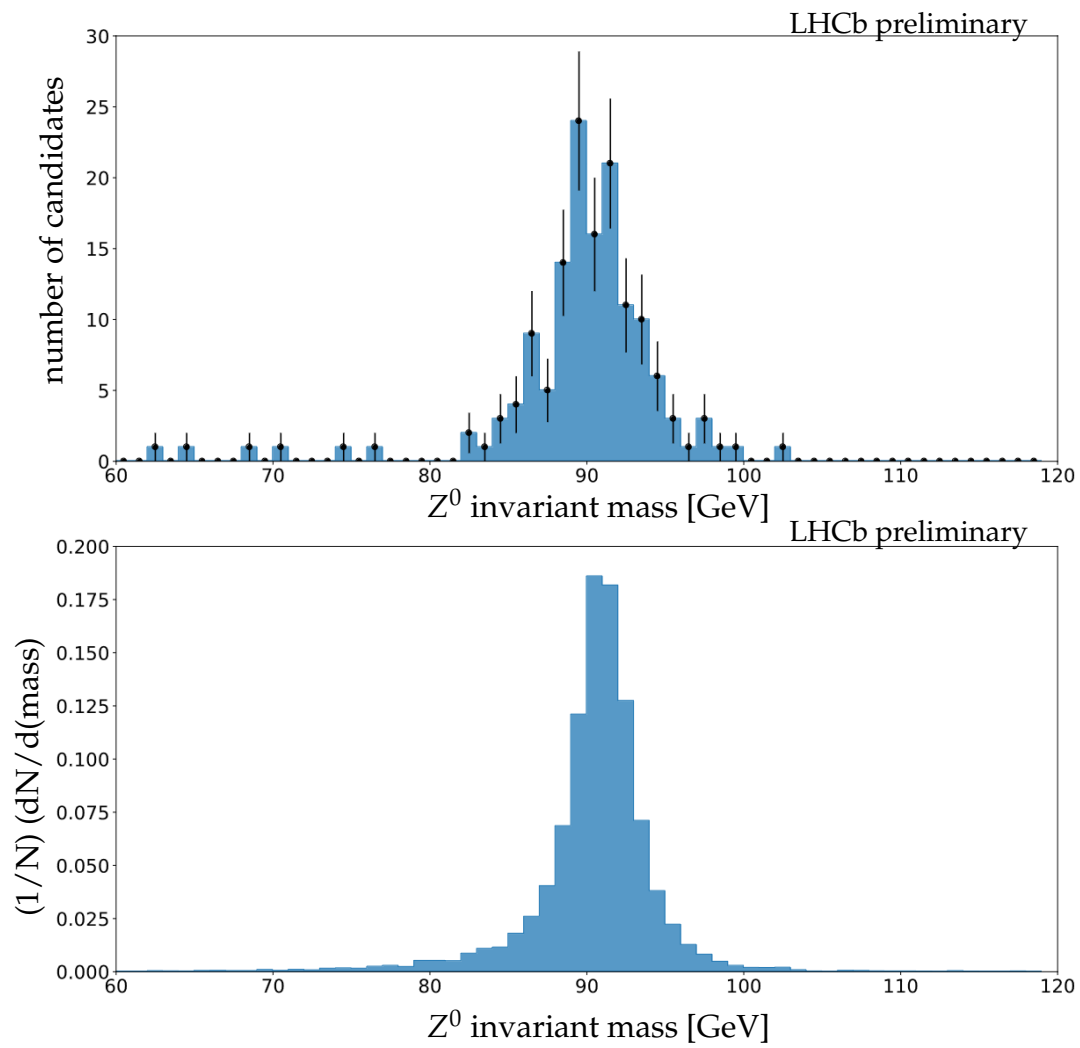 LHCb preliminary
30
25
20
15
10
5
0
number of candidates
60 70 80 90 100 110 120
Z⁰ invariant mass [GeV]
LHCb preliminary
0.200
0.175
0.150
0.125
0.100
0.075
0.050
0.025
0.000
(1/N) (dN/d(mass)
60 70 80 90 100 110 120
Z⁰ invariant mass [GeV]